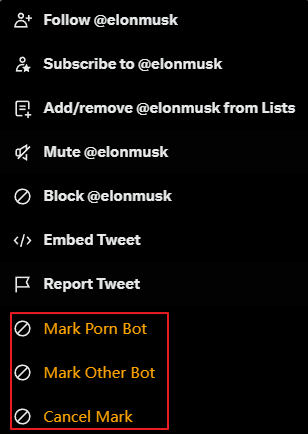 Follow @elonmusk
Subscribe to @elonmusk
Add/remove @elonmusk from Lists
Mute @elonmusk
Block @elonmusk
Embed Tweet
Report Tweet
Mark Porn Bot
Mark Other Bot
Cancel Mark